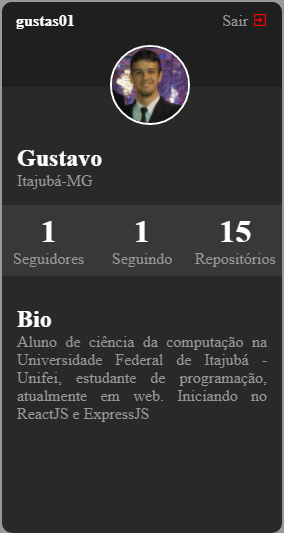 gustas01 Sair
Gustavo
Itajubá-MG
1 1 15
Seguidores Seguindo Repositórios
Bio
Aluno de ciência da computação na
Universidade Federal de Itajubá -
Unifei, estudante de programação,
atualmente em web. Iniciando no
ReactJS e ExpressJS